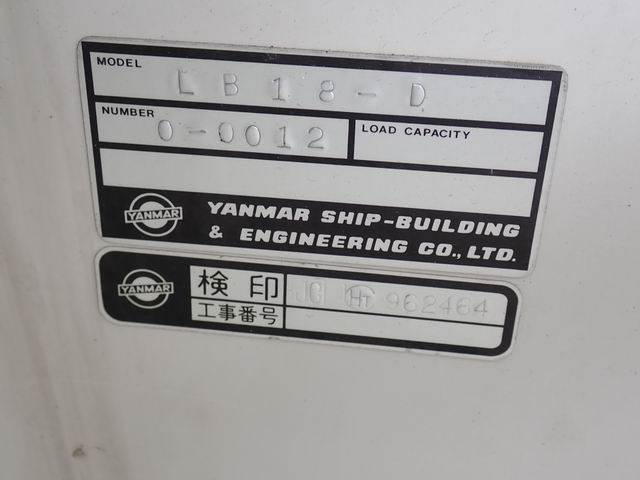 MODEL
LB18-D
NUMBER
0-0012
LOAD CAPACITY
YANMAR
YANMAR SHIP-BUILDING
& ENGINEERING CO., LTD.
YANMAR
検印 JG HT 962464
工事番号